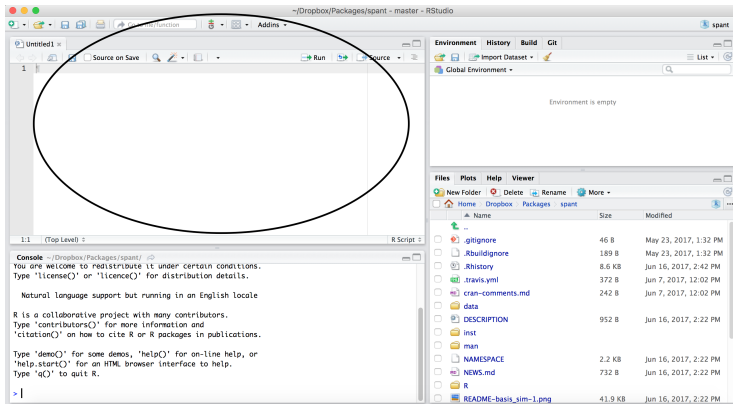 ~/Dropbox/Packages/spant - master - RStudio
Go to file/function
Addins
spant
Untitled1
Source on Save
Run
Source
1
1:1
(Top Level)
R Script
Console ~/Dropbox/Packages/spant/
You are welcome to redistribute it under certain conditions.
Type 'license()' or 'licence()' for distribution details.
Natural language support but running in an English locale
R is a collaborative project with many contributors.
Type 'contributors()' for more information and
'citation()' on how to cite R or R packages in publications.
Type 'demo()' for some demos, 'help()' for on-line help, or
'help.start()' for an HTML browser interface to help.
Type 'q()' to quit R.
>
Environment History Build Git
Import Dataset
List
Global Environment
Environment is empty
Files Plots Help Viewer
New Folder Delete Rename More
Home Dropbox Packages spant
Name Size Modified
..
.gitignore 46 B May 23, 2017, 1:32 PM
.Rbuildignore 189 B May 23, 2017, 1:32 PM
.Rhistory 8.6 KB Jun 16, 2017, 2:42 PM
.travis.yml 372 B Jun 7, 2017, 12:02 PM
cran-comments.md 242 B Jun 7, 2017, 12:02 PM
data
DESCRIPTION 952 B Jun 16, 2017, 2:22 PM
inst
man
NAMESPACE 2.2 KB Jun 16, 2017, 2:22 PM
NEWS.md 732 B Jun 16, 2017, 2:22 PM
R
README-basis_sim-1.png 41.9 KB Jun 16, 2017, 2:22 PM